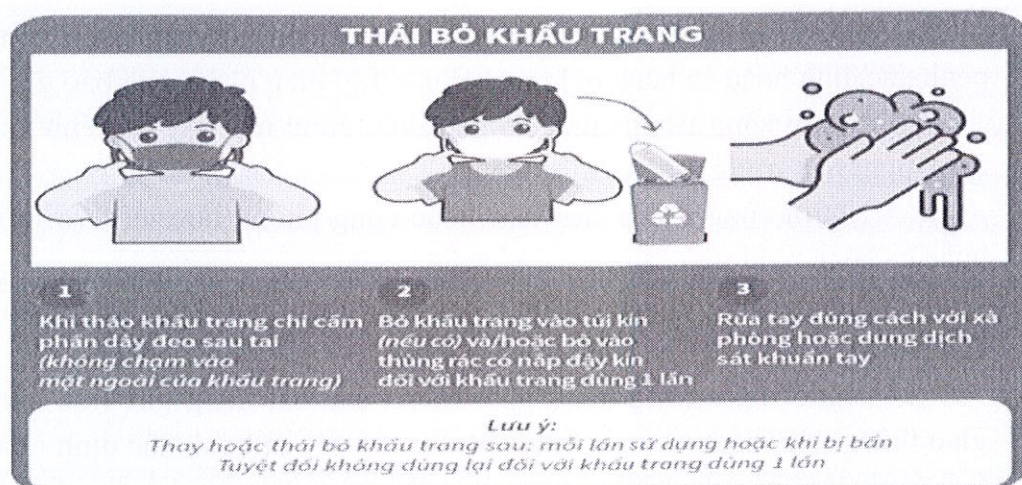 THẢI BỎ KHẨU TRANG
1
Khi tháo khẩu trang chỉ cầm
phần dây đeo sau tai
(không chạm vào
mặt ngoài của khẩu trang)
2
Bỏ khẩu trang vào túi kín
(nếu có) và/hoặc bỏ vào
thùng rác có nắp đậy kín
đối với khẩu trang dùng 1 lần
3
Rửa tay đúng cách với xà
phòng hoặc dung dịch
sát khuẩn tay
Lưu ý:
Thay hoặc thải bỏ khẩu trang sau: mỗi lần sử dụng hoặc khi bị bẩn
Tuyệt đối không dùng lại đối với khẩu trang dùng 1 lần